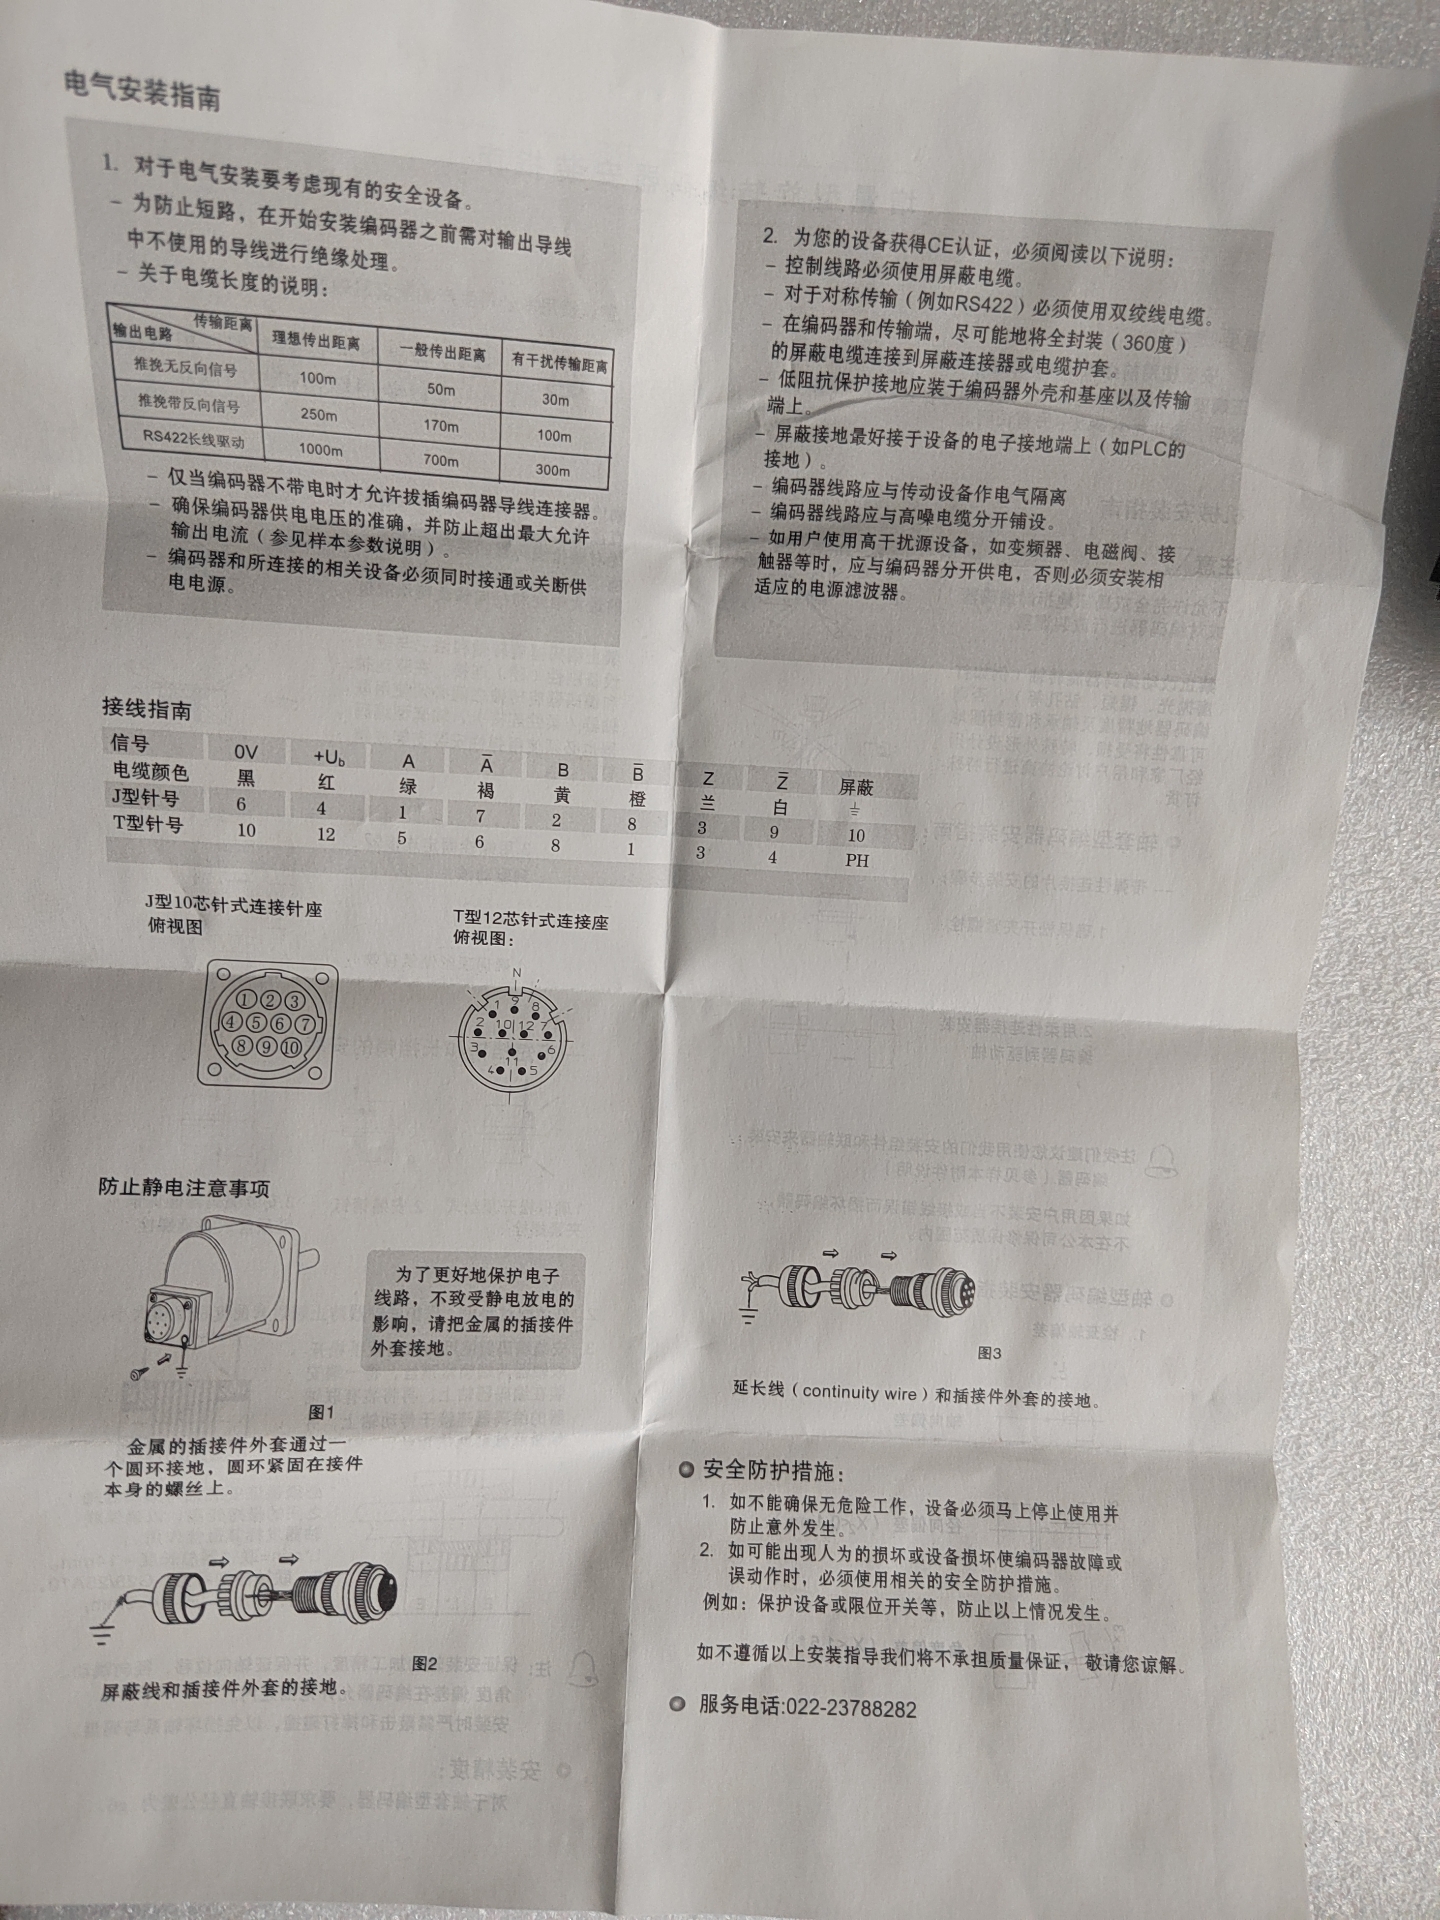 电气安装指南
1. 对于电气安装要考虑现有的安全设备。
- 为防止短路，在开始安装编码器之前需对输出导线
中不使用的导线进行绝缘处理。
- 关于电缆长度的说明：
传输距离
输出电路 理想传出距离 一般传出距离 有干扰传输距离
推挽无反向信号 100m 50m 30m
推挽带反向信号 250m 170m 100m
RS422长线驱动 1000m 700m 300m
- 仅当编码器不带电时才允许拔插编码器导线连接器。
- 确保编码器供电电压的准确，并防止超出最大允许
输出电流（参见样本参数说明）。
- 编码器和所连接的相关设备必须同时接通或关断供
电电源。
2. 为您的设备获得CE认证，必须阅读以下说明：
- 控制线路必须使用屏蔽电缆。
- 对于对称传输（例如RS422）必须使用双绞线电缆。
- 在编码器和传输端，尽可能地将全封装（360度）
的屏蔽电缆连接到屏蔽连接器或电缆护套。
- 低阻抗保护接地应装于编码器外壳和基座以及传输
端上。
- 屏蔽接地最好接于设备的电子接地端上（如PLC的
接地）。
- 编码器线路应与传动设备作电气隔离
- 编码器线路应与高噪电缆分开铺设。
- 如用户使用高干扰源设备，如变频器、电磁阀、接
触器等时，应与编码器分开供电，否则必须安装相
适应的电源滤波器。
接线指南
信号 0V +Ub A A̅ B B̅ Z Z̅ 屏蔽
电缆颜色 黑 红 绿 褐 黄 橙 兰 白 ⏚
J型针号 6 4 1 7 2 8 3 9 10
T型针号 10 12 5 6 8 1 3 4 PH
J型10芯针式连接针座
俯视图
① ② ③
④ ⑤ ⑥ ⑦
⑧ ⑨ ⑩
T型12芯针式连接座
俯视图：
N
1 9 8
2 10 12 7
3 6
11
4 5
防止静电注意事项
为了更好地保护电子
线路，不致受静电放电的
影响，请把金属的插接件
外套接地。
图1
金属的插接件外套通过一
个圆环接地，圆环紧固在接件
本身的螺丝上。
图2
屏蔽线和插接件外套的接地。
图3
延长线（continuity wire）和插接件外套的接地。
安全防护措施：
1. 如不能确保无危险工作，设备必须马上停止使用并
防止意外发生。
2. 如可能出现人为的损坏或设备损坏使编码器故障或
误动作时，必须使用相关的安全防护措施。
例如：保护设备或限位开关等，防止以上情况发生。
如不遵循以上安装指导我们将不承担质量保证，敬请您谅解。
服务电话:022-23788282